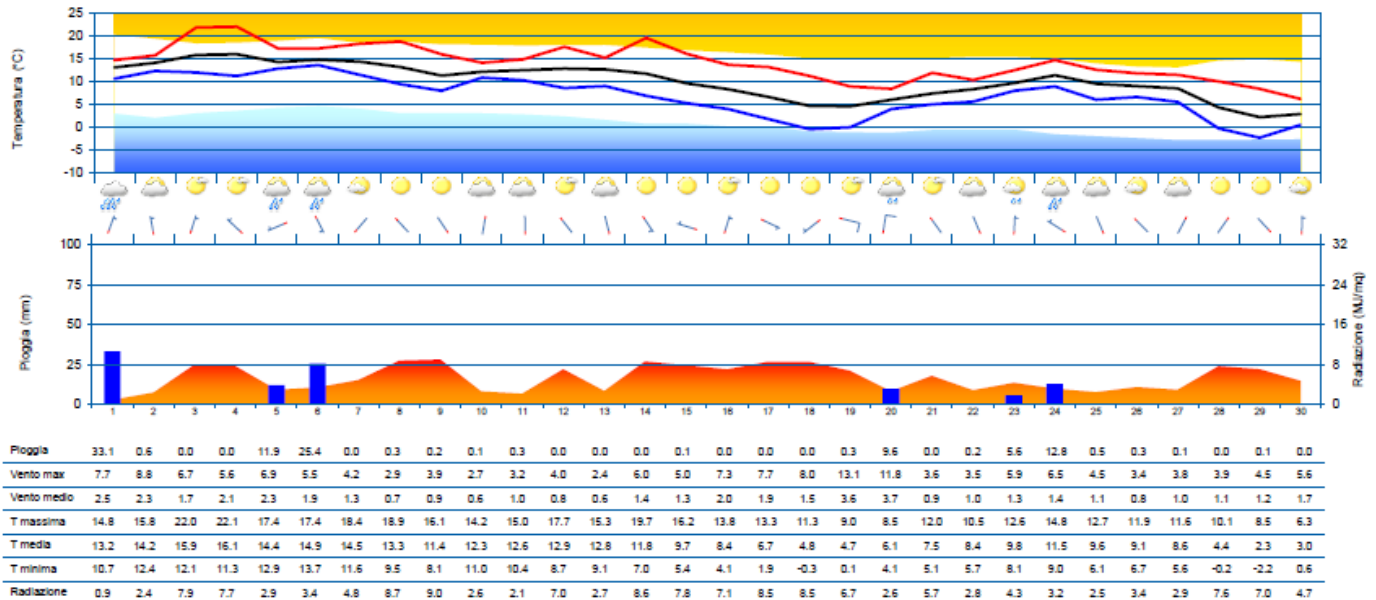 25
20
15
10
5
0
-5
-10
Temperatura (°C)
100
75
50
25
0
Pioggia (mm)
32
24
16
8
0
Radiazione (MJ/mq)
1 2 3 4 5 6 7 8 9 10 11 12 13 14 15 16 17 18 19 20 21 22 23 24 25 26 27 28 29 30
Pioggia 33.1 0.6 0.0 0.0 11.9 25.4 0.0 0.3 0.2 0.1 0.3 0.0 0.0 0.0 0.1 0.0 0.0 0.0 0.3 9.6 0.0 0.2 5.6 12.8 0.5 0.3 0.1 0.0 0.1 0.0
Vento max 7.7 8.8 6.7 5.6 6.9 5.5 4.2 2.9 3.9 2.7 3.2 4.0 2.4 6.0 5.0 7.3 7.7 8.0 13.1 11.8 3.6 3.5 5.9 6.5 4.5 3.4 3.8 3.9 4.5 5.6
Vento medio 2.5 2.3 1.7 2.1 2.3 1.9 1.3 0.7 0.9 0.6 1.0 0.8 0.6 1.4 1.3 2.0 1.9 1.5 3.6 3.7 0.9 1.0 1.3 1.4 1.1 0.8 1.0 1.1 1.2 1.7
T massima 14.8 15.8 22.0 22.1 17.4 17.4 18.4 18.9 16.1 14.2 15.0 17.7 15.3 19.7 16.2 13.8 13.3 11.3 9.0 8.5 12.0 10.5 12.6 14.8 12.7 11.9 11.6 10.1 8.5 6.3
T media 13.2 14.2 15.9 16.1 14.4 14.9 14.5 13.3 11.4 12.3 12.6 12.9 12.8 11.8 9.7 8.4 6.7 4.8 4.7 6.1 7.5 8.4 9.8 11.5 9.6 9.1 8.6 4.4 2.3 3.0
T minima 10.7 12.4 12.1 11.3 12.9 13.7 11.6 9.5 8.1 11.0 10.4 8.7 9.1 7.0 5.4 4.1 1.9 -0.3 0.1 4.1 5.1 5.7 8.1 9.0 6.1 6.7 5.6 -0.2 -2.2 0.6
Radiazione 0.9 2.4 7.9 7.7 2.9 3.4 4.8 8.7 9.0 2.6 2.1 7.0 2.7 8.6 7.8 7.1 8.5 8.5 6.7 2.6 5.7 2.8 4.3 3.2 2.5 3.4 2.9 7.6 7.0 4.7